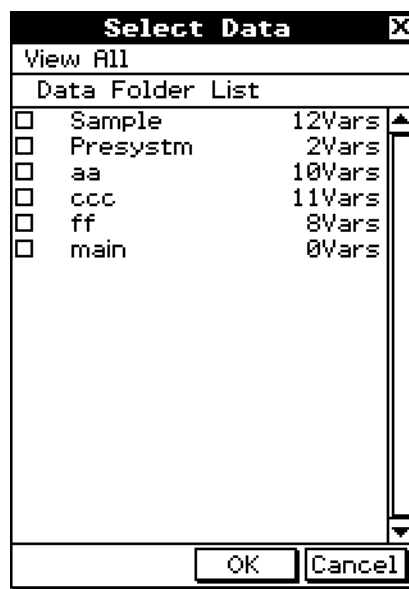 Select Data X
View All
Data Folder List
Sample 12Vars
Presystm 2Vars
aa 10Vars
ccc 11Vars
ff 8Vars
main 0Vars
OK Cancel